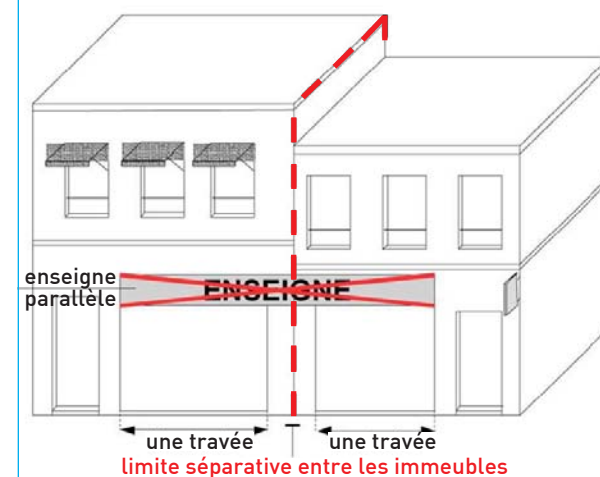 enseigne
parallèle
ENSEIGNE
une travée
une travée
limite séparative entre les immeubles